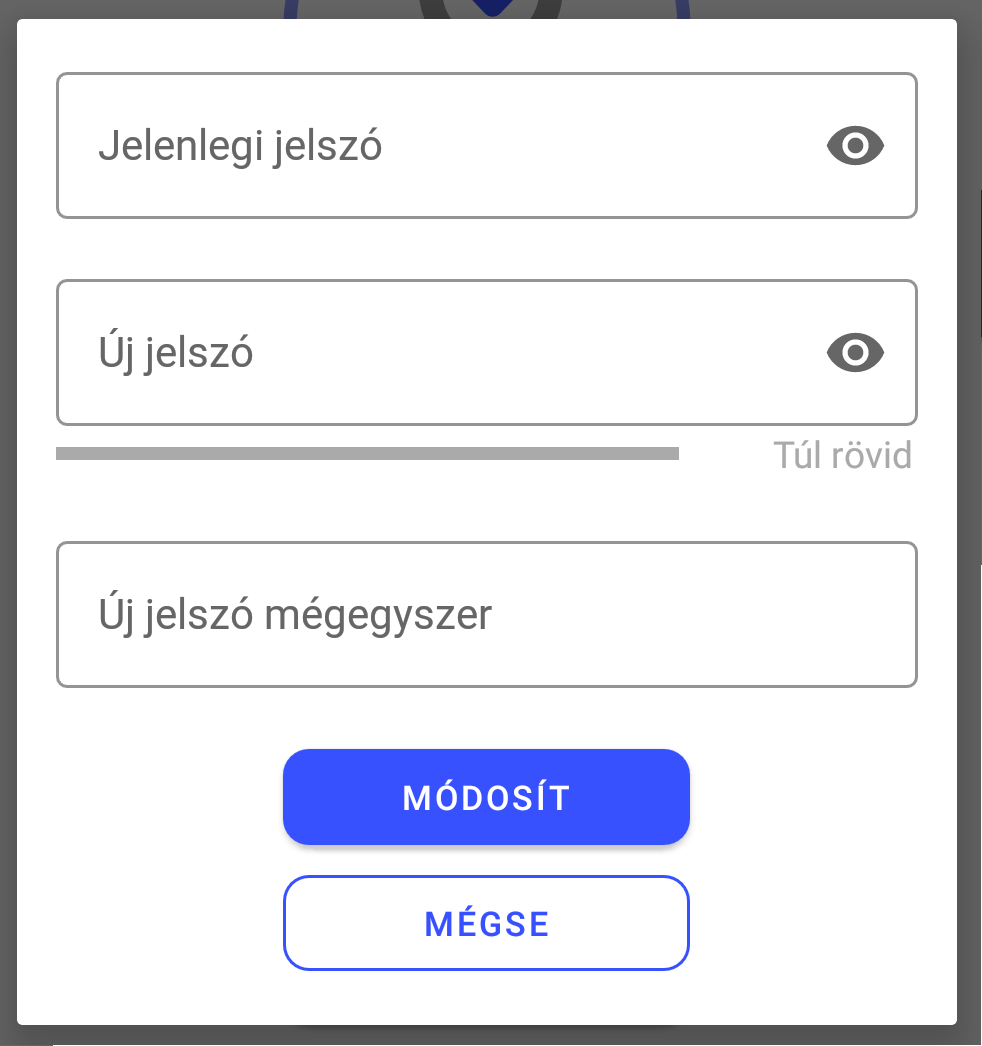 Jelenlegi jelszó
Új jelszó
Túl rövid
Új jelszó mégegyszer
MÓDOSÍT
MÉGSE